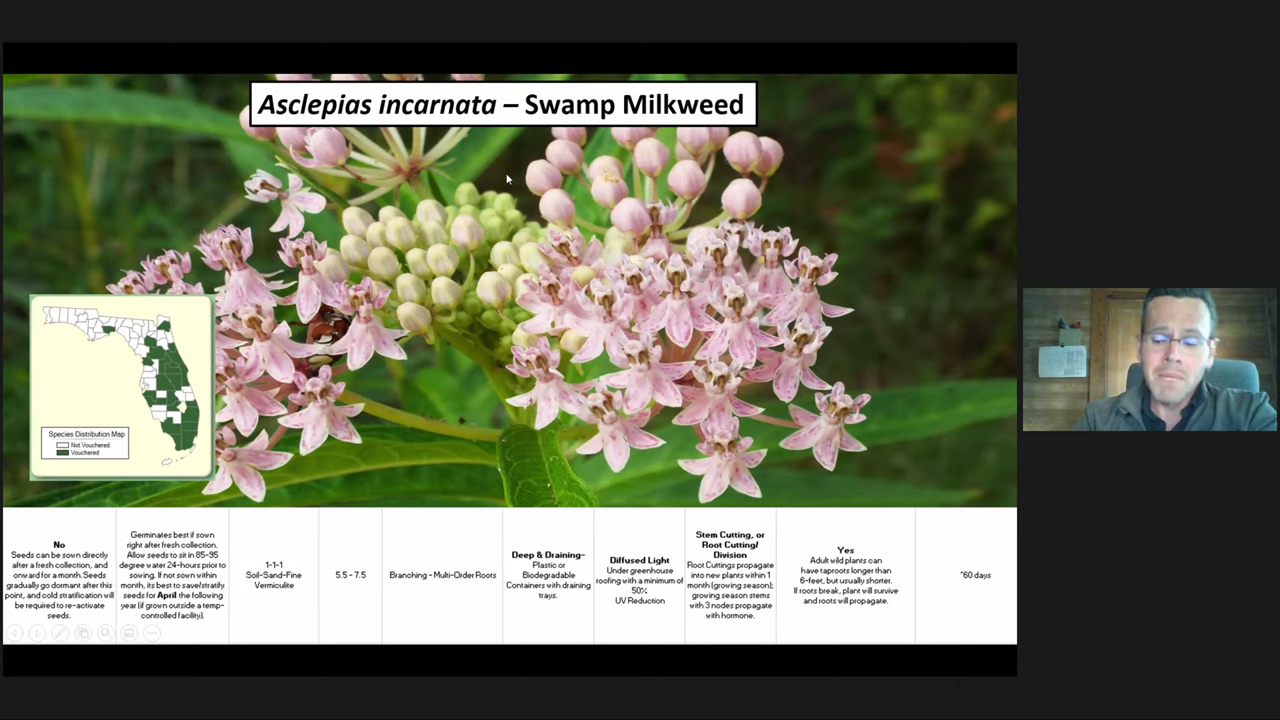 Asclepias incarnata – Swamp Milkweed
Species Distribution Map
Not Vouchered
Vouchered
No
Seeds can be sown directly
after a fresh collection, and
onward for a month. Seeds
gradually go dormant after this
point, and cold stratification will
be required to re-activate
seeds.
Germinates best if sown
right after fresh collection.
Allow seeds to sit in 85-95
degree water 24-hours prior to
sowing. If not sown within
month, its best to save/stratify
seeds for April the following
year (if grown outside a temp-
controlled facility).
1-1-1
Soil-Sand-Fine
Vermiculite
5.5 - 7.5
Branching - Multi-Order Roots
Deep & Draining-
Plastic or
Biodegradable
Containers with draining
trays.
Diffused Light
Under greenhouse
roofing with a minimum of
50%
UV Reduction
Stem Cutting, or
Root Cutting/
Division
Root Cuttings propagate
into new plants within 1
month (growing season);
growing season stems
with 3 nodes propagate
with hormone.
Yes
Adult wild plants can
have taproots longer than
6-feet, but usually shorter.
If roots break, plant will survive
and roots will propagate.
~60 days